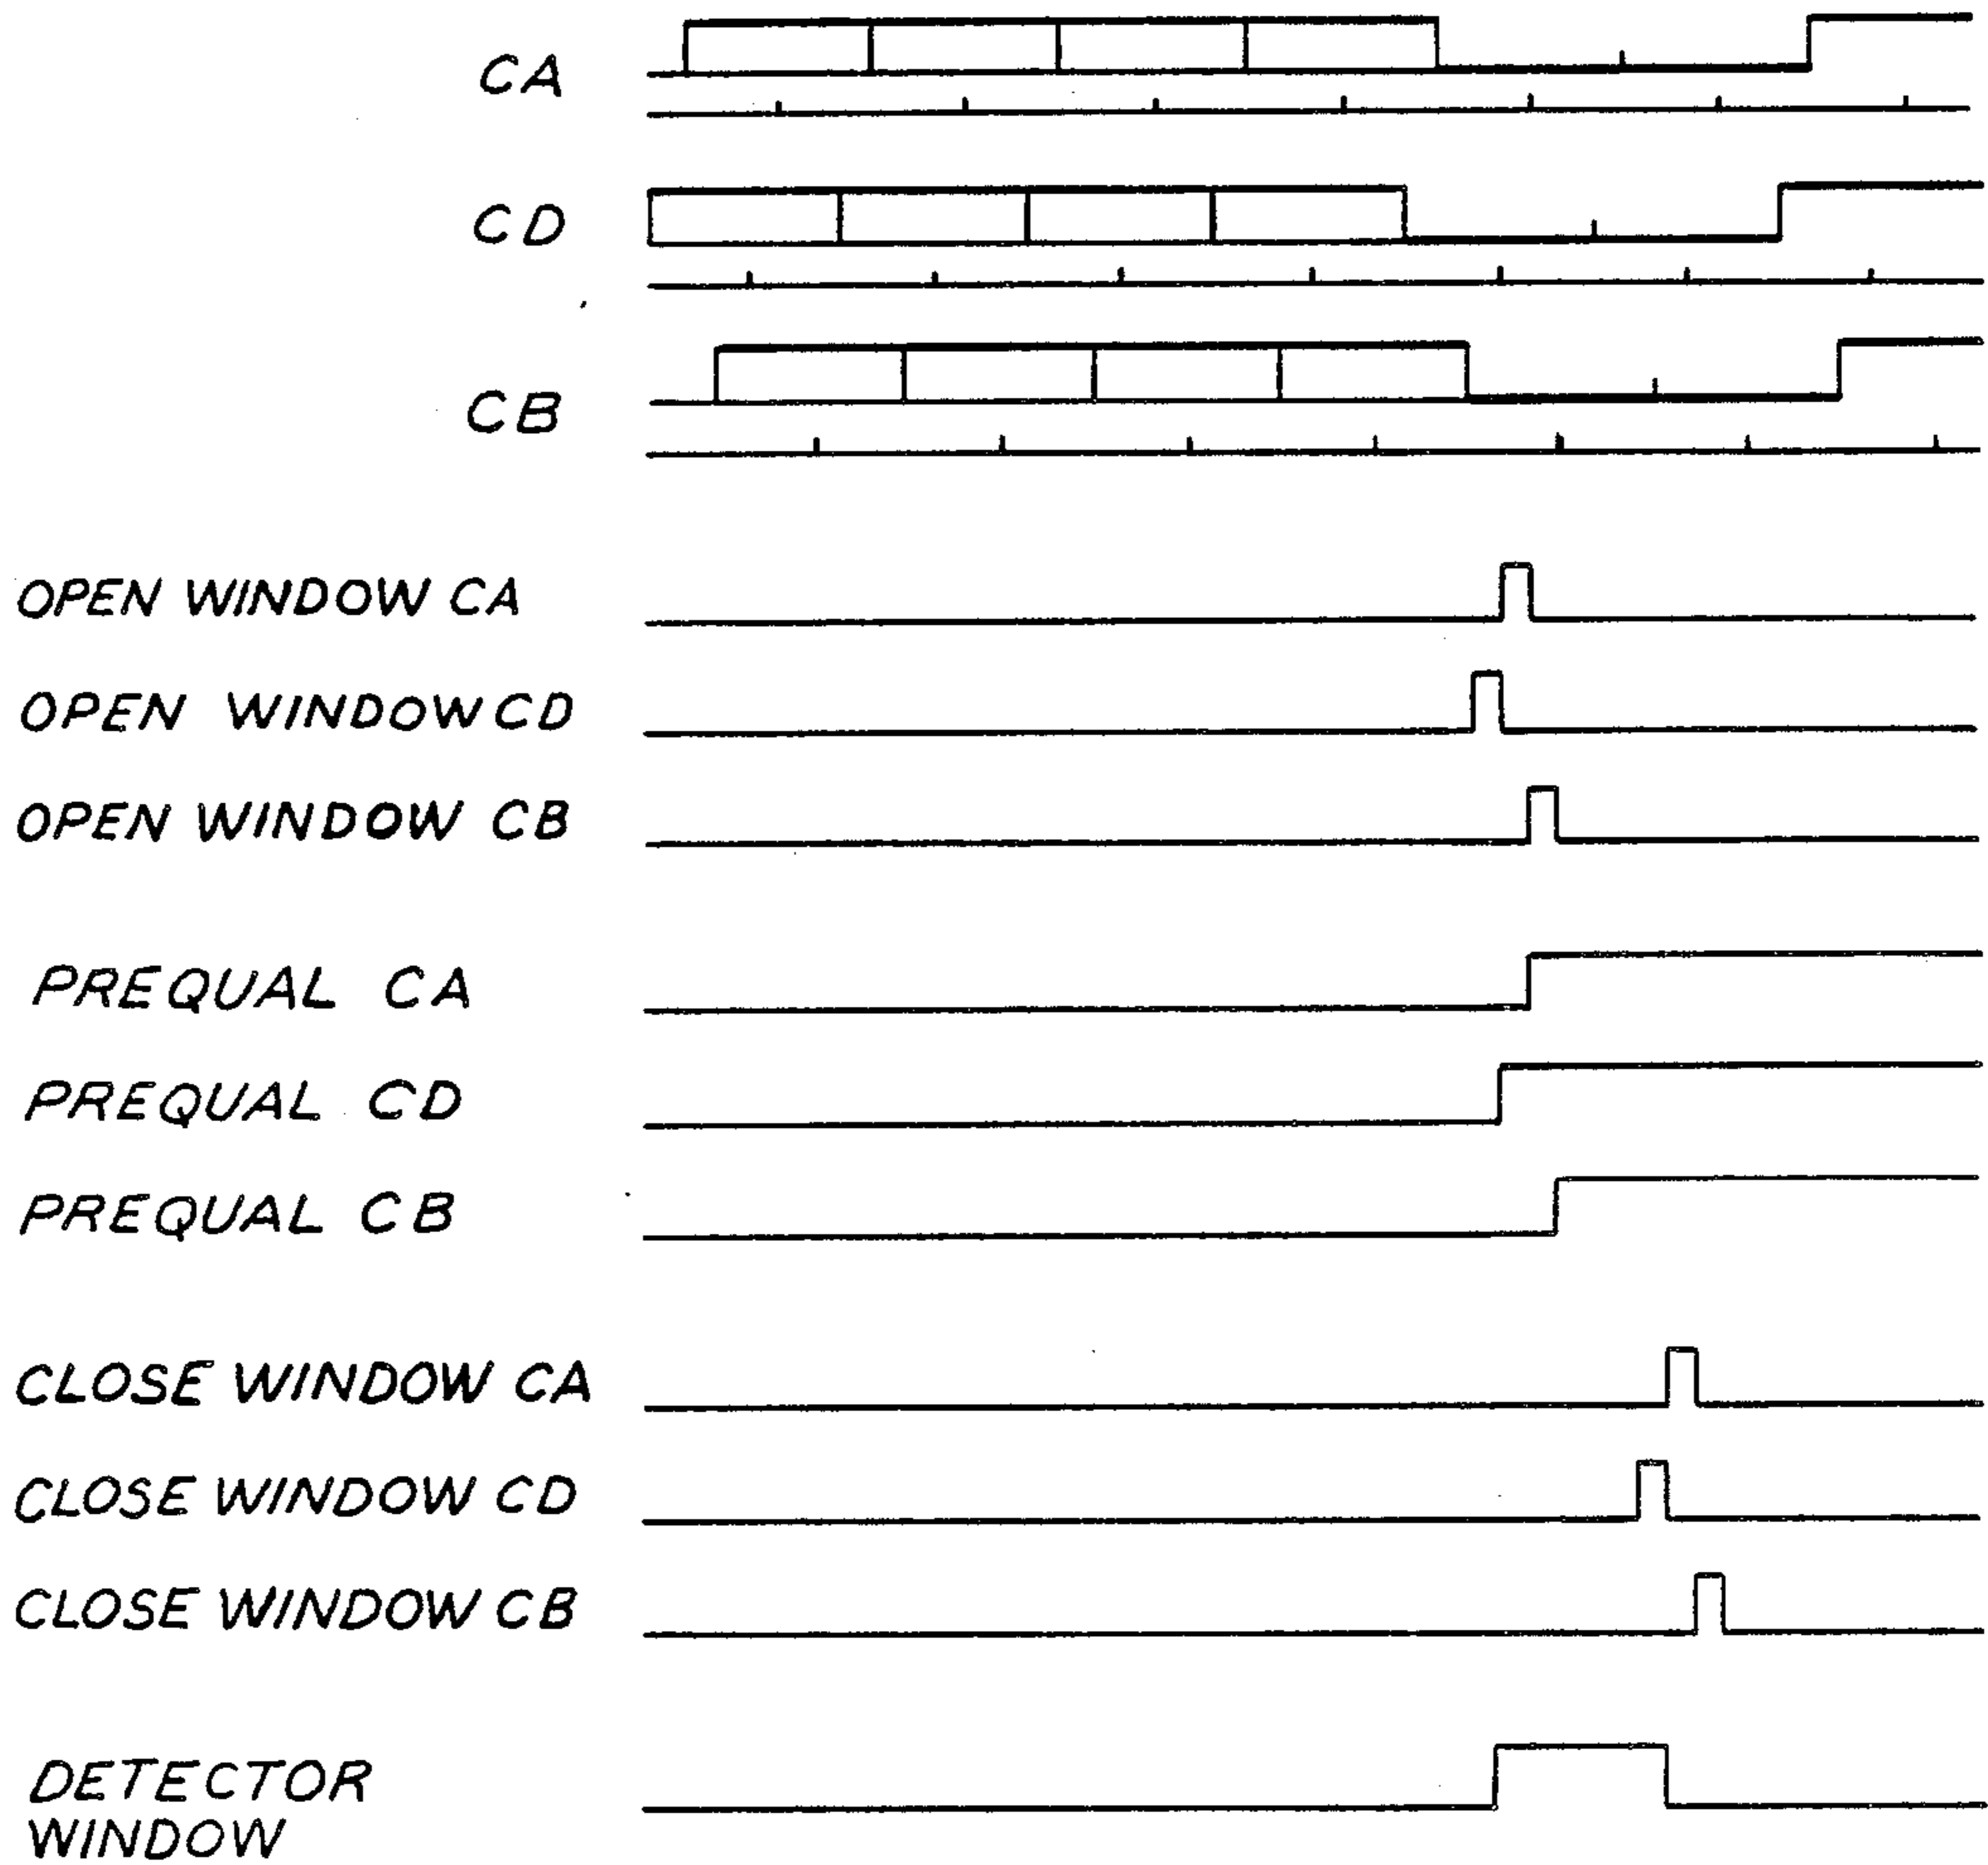 CA
CD
CB
OPEN WINDOW CA
OPEN WINDOW CD
OPEN WINDOW CB
PREQUAL CA
PREQUAL CD
PREQUAL CB
CLOSE WINDOW CA
CLOSE WINDOW CD
CLOSE WINDOW CB
DETECTOR
WINDOW